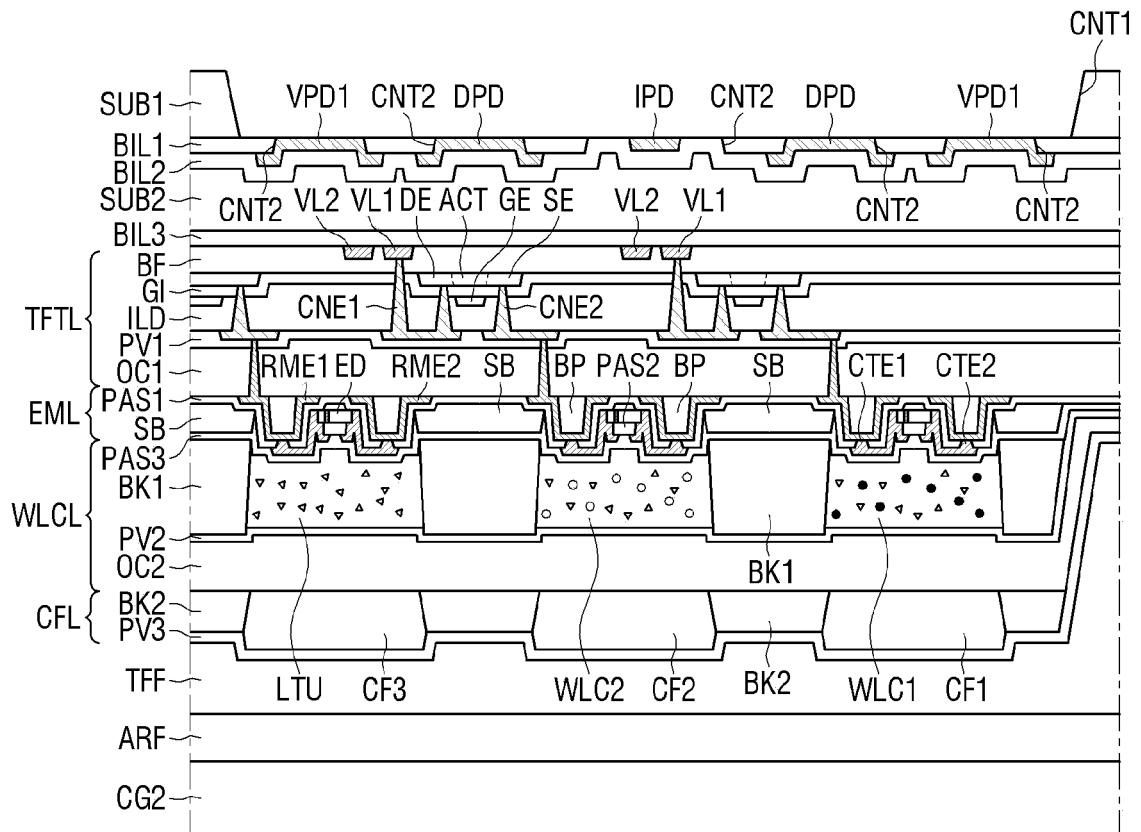 CNT1
SUB1 VPD1 CNT2 DPD IPD CNT2 DPD VPD1
BIL1
BIL2
SUB2
CNT2 VL2 VL1 DE ACT GE SE VL2 VL1 CNT2 CNT2
BIL3
BF
GI
TFTL ILD CNE1 CNE2
PV1
OC1 RME1 ED RME2 SB BP PAS2 BP SB CTE1 CTE2
EML PAS1
SB
PAS3
WLCL BK1
PV2
OC2 BK1
CFL BK2
PV3
TFF LTU CF3 WLC2 CF2 BK2 WLC1 CF1
ARF
CG2